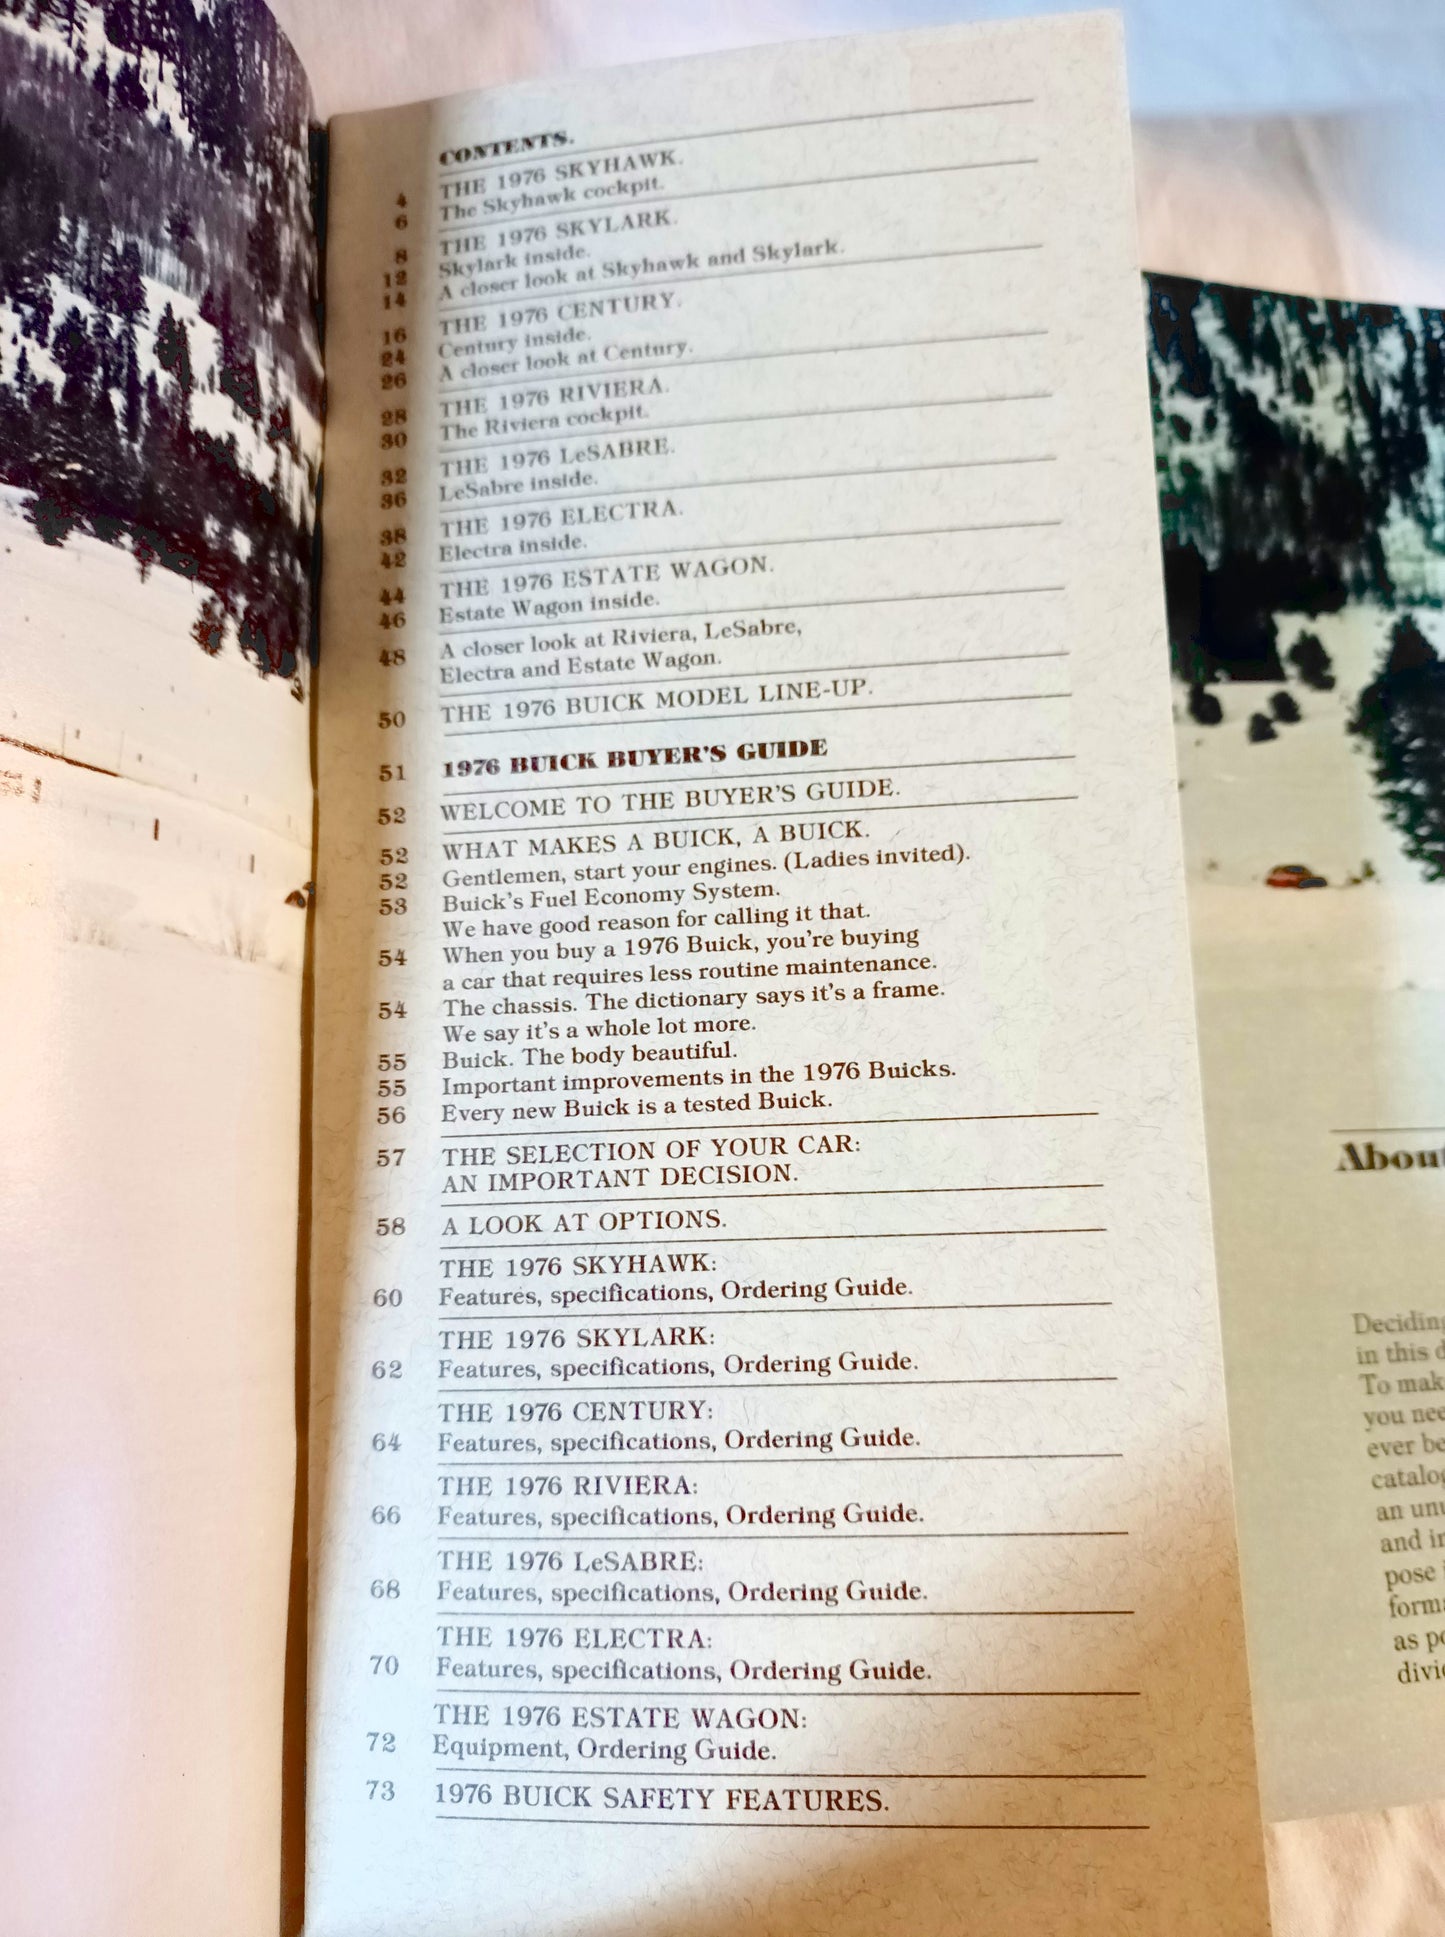 CONTENTS.
4 THE 1976 SKYHAWK.
6 The Skyhawk cockpit.
8 THE 1976 SKYLARK.
12 Skylark inside.
14 A closer look at Skyhawk and Skylark.
16 THE 1976 CENTURY.
24 Century inside.
26 A closer look at Century.
28 THE 1976 RIVIERA.
30 The Riviera cockpit.
32 THE 1976 LeSABRE.
36 LeSabre inside.
38 THE 1976 ELECTRA.
42 Electra inside.
44 THE 1976 ESTATE WAGON.
46 Estate Wagon inside.
48 A closer look at Riviera, LeSabre,
Electra and Estate Wagon.
50 THE 1976 BUICK MODEL LINE-UP.
51 1976 BUICK BUYER'S GUIDE
52 WELCOME TO THE BUYER'S GUIDE.
52 WHAT MAKES A BUICK, A BUICK.
52 Gentlemen, start your engines. (Ladies invited).
53 Buick's Fuel Economy System.
We have good reason for calling it that.
54 When you buy a 1976 Buick, you're buying
a car that requires less routine maintenance.
54 The chassis. The dictionary says it's a frame.
We say it's a whole lot more.
55 Buick. The body beautiful.
55 Important improvements in the 1976 Buicks.
56 Every new Buick is a tested Buick.
57 THE SELECTION OF YOUR CAR:
AN IMPORTANT DECISION.
58 A LOOK AT OPTIONS.
THE 1976 SKYHAWK:
60 Features, specifications, Ordering Guide.
THE 1976 SKYLARK:
62 Features, specifications, Ordering Guide.
THE 1976 CENTURY:
64 Features, specifications, Ordering Guide.
THE 1976 RIVIERA:
66 Features, specifications, Ordering Guide.
THE 1976 LeSABRE:
68 Features, specifications, Ordering Guide.
THE 1976 ELECTRA:
70 Features, specifications, Ordering Guide.
THE 1976 ESTATE WAGON:
72 Equipment, Ordering Guide.
73 1976 BUICK SAFETY FEATURES.
About
in this
To
you
ever
an
and
pose
as